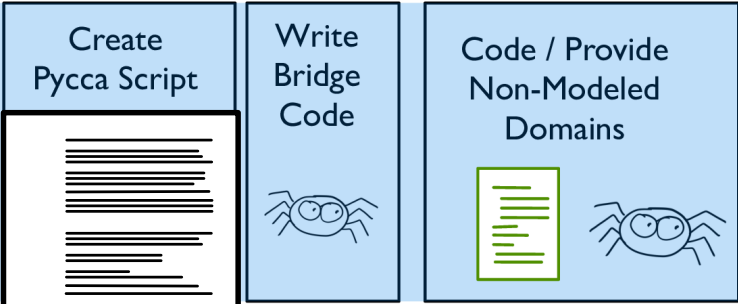 Create
Pycca Script
Write
Bridge
Code
Code / Provide
Non-Modeled
Domains